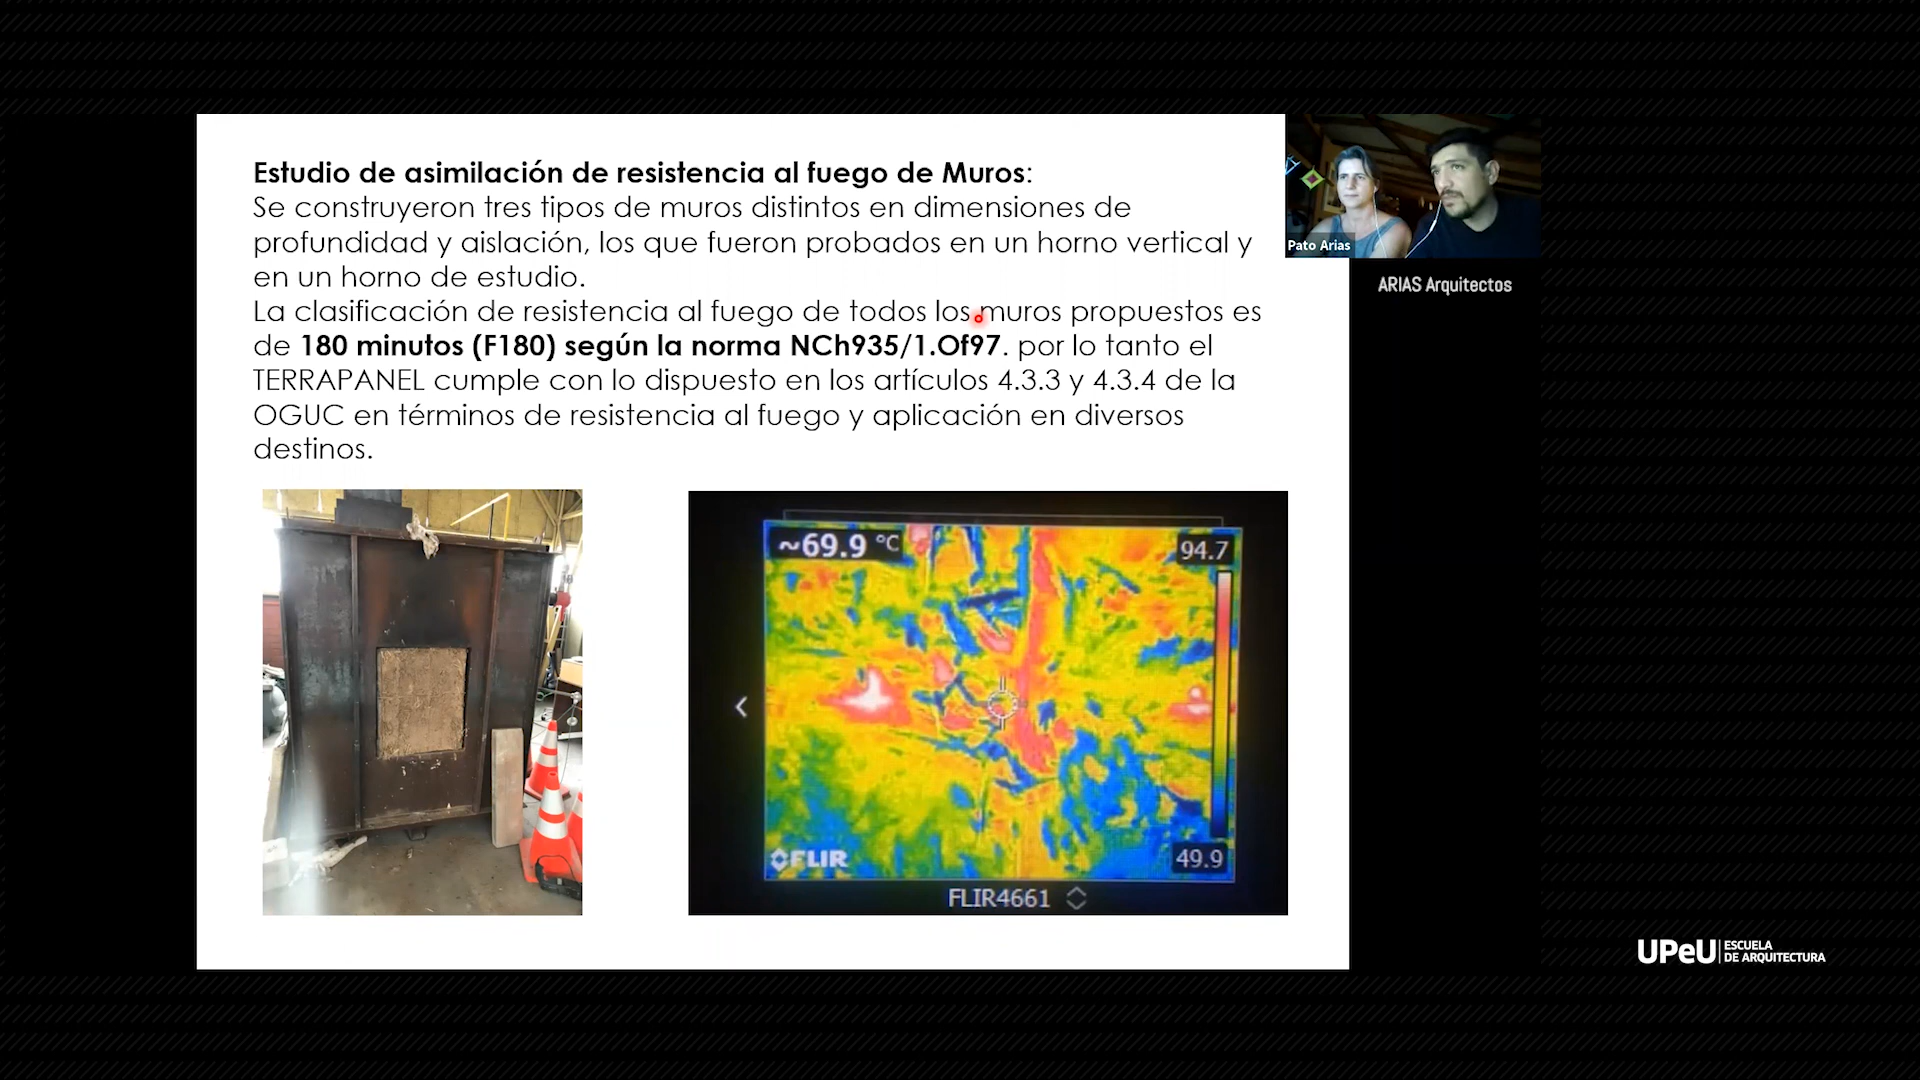 Estudio de asimilación de resistencia al fuego de Muros:
Se construyeron tres tipos de muros distintos en dimensiones de
profundidad y aislación, los que fueron probados en un horno vertical y
en un horno de estudio.
La clasificación de resistencia al fuego de todos los muros propuestos es
de 180 minutos (F180) según la norma NCh935/1.Of97. por lo tanto el
TERRAPANEL cumple con lo dispuesto en los artículos 4.3.3 y 4.3.4 de la
OGUC en términos de resistencia al fuego y aplicación en diversos
destinos.
Pato Arias
ARIAS Arquitectos
~69.9 °C
94.7
49.9
FLIR
FLIR4661
UPeU
ESCUELA
DE ARQUITECTURA